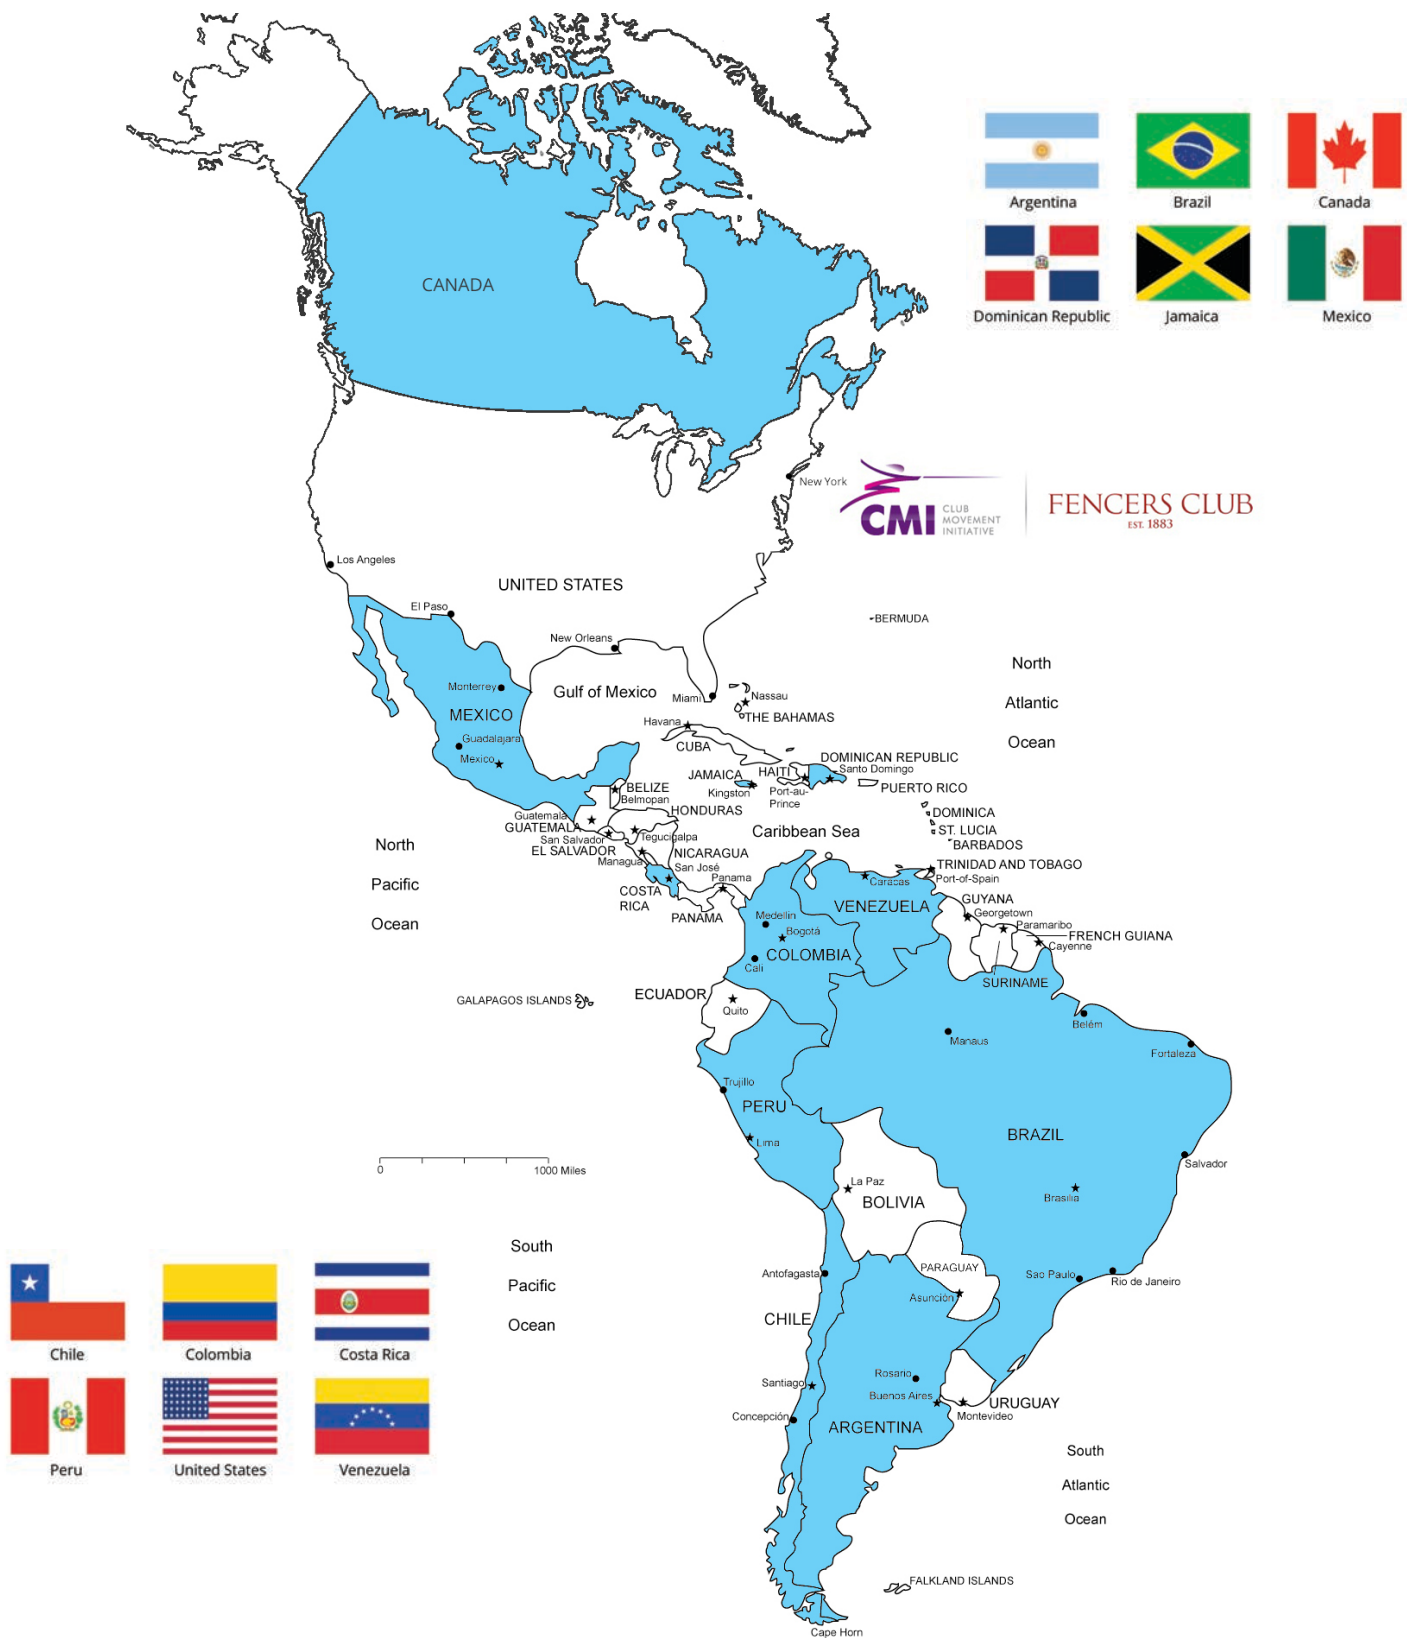 Argentina
Brazil
Canada
Dominican Republic
Jamaica
Mexico
CANADA
New York
CMI
CLUB
MOVEMENT
INITIATIVE
FENCERS CLUB
EST. 1883
Los Angeles
UNITED STATES
El Paso
New Orleans
BERMUDA
North
Atlantic
Ocean
Monterrey
Gulf of Mexico
Miami
Nassau
THE BAHAMAS
MEXICO
Havana
CUBA
Guadalajara
Mexico
DOMINICAN REPUBLIC
Santo Domingo
HAITI
JAMAICA
Kingston
Port-au-
Prince
PUERTO RICO
BELIZE
Belmopan
HONDURAS
DOMINICA
ST. LUCIA
BARBADOS
Guatemala
GUATEMALA
San Salvador
EL SALVADOR
Tegucigalpa
Caribbean Sea
NICARAGUA
Managua
San José
Panama
COSTA
RICA
PANAMA
North
Pacific
Ocean
TRINIDAD AND TOBAGO
Port-of-Spain
Caracas
VENEZUELA
GUYANA
Georgetown
Paramaribo
FRENCH GUIANA
Cayenne
SURINAME
Medellin
Bogotá
COLOMBIA
Cali
GALAPAGOS ISLANDS
ECUADOR
Quito
Belém
Manaus
Fortaleza
Trujillo
PERU
Lima
BRAZIL
Salvador
0
1000 Miles
La Paz
BOLIVIA
Brasilia
South
Pacific
Ocean
Antofagasta
PARAGUAY
Asunción
Sao Paulo
Rio de Janeiro
CHILE
Chile
Colombia
Costa Rica
Peru
United States
Venezuela
Santiago
Rosario
Buenos Aires
URUGUAY
Montevideo
Concepción
ARGENTINA
South
Atlantic
Ocean
FALKLAND ISLANDS
Cape Horn